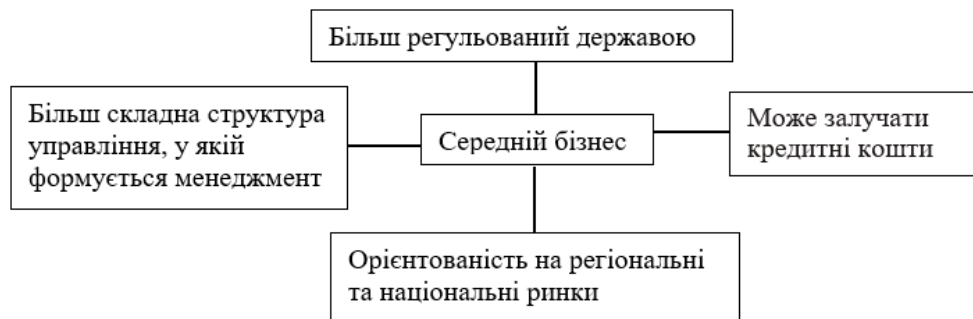 Більш регульований державою
Більш складна структура
управління, у якій
формується менеджмент
Середній бізнес
Може залучати
кредитні кошти
Орієнтованість на регіональні
та національні ринки